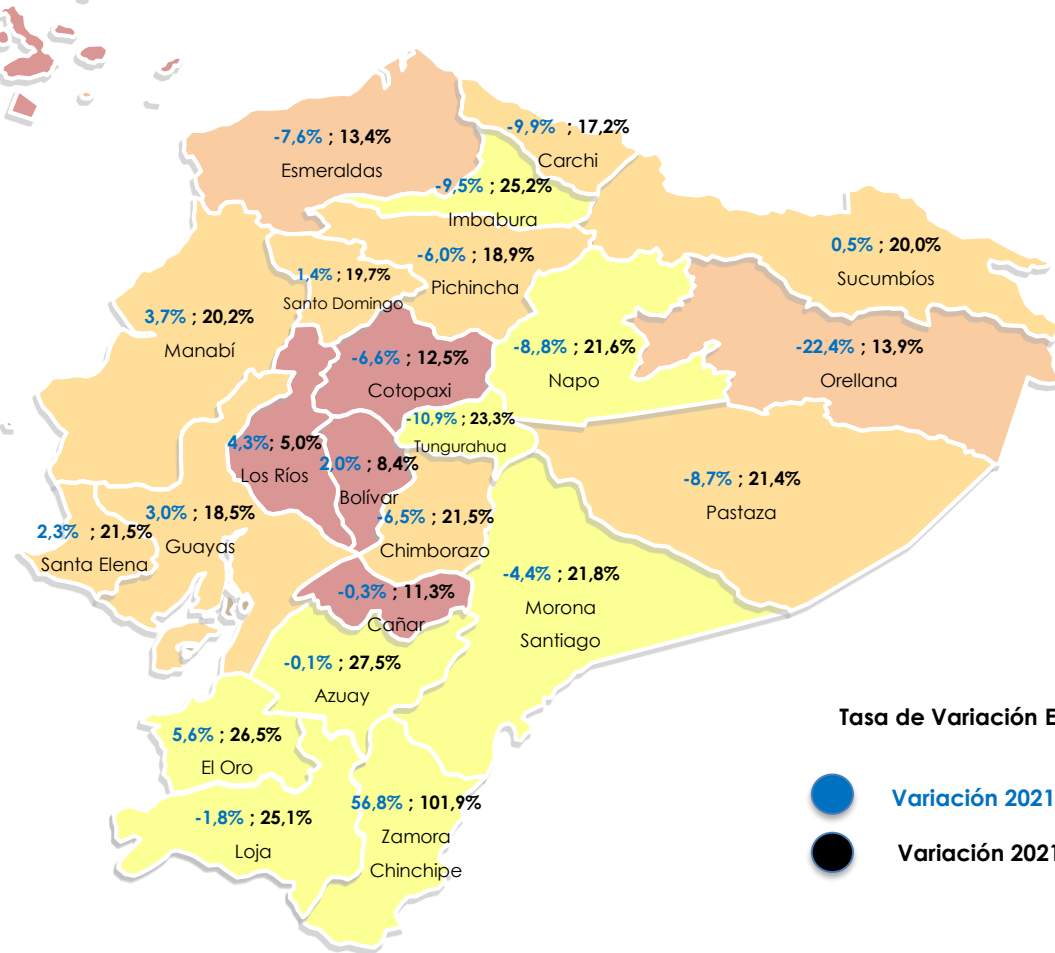 -7,6% ; 13,4%
Esmeraldas
-9,9% ; 17,2%
Carchi
-9,5% ; 25,2%
Imbabura
-6,0% ; 18,9%
Pichincha
0,5% ; 20,0%
Sucumbíos
1,4% ; 19,7%
Santo Domingo
3,7% ; 20,2%
Manabí
-6,6% ; 12,5%
Cotopaxi
-8,,8% ; 21,6%
Napo
-22,4% ; 13,9%
Orellana
-10,9% ; 23,3%
Tungurahua
4,3%; 5,0%
Los Ríos
2,0% ; 8,4%
Bolívar
-8,7% ; 21,4%
Pastaza
3,0% ; 18,5%
Guayas
2,3% ; 21,5%
Santa Elena
-6,5% ; 21,5%
Chimborazo
-4,4% ; 21,8%
Morona
Santiago
-0,3% ; 11,3%
Cañar
-0,1% ; 27,5%
Azuay
5,6% ; 26,5%
El Oro
-1,8% ; 25,1%
Loja
56,8% ; 101,9%
Zamora
Chinchipe
Tasa de Variación E
Variación 2021
Variación 2021